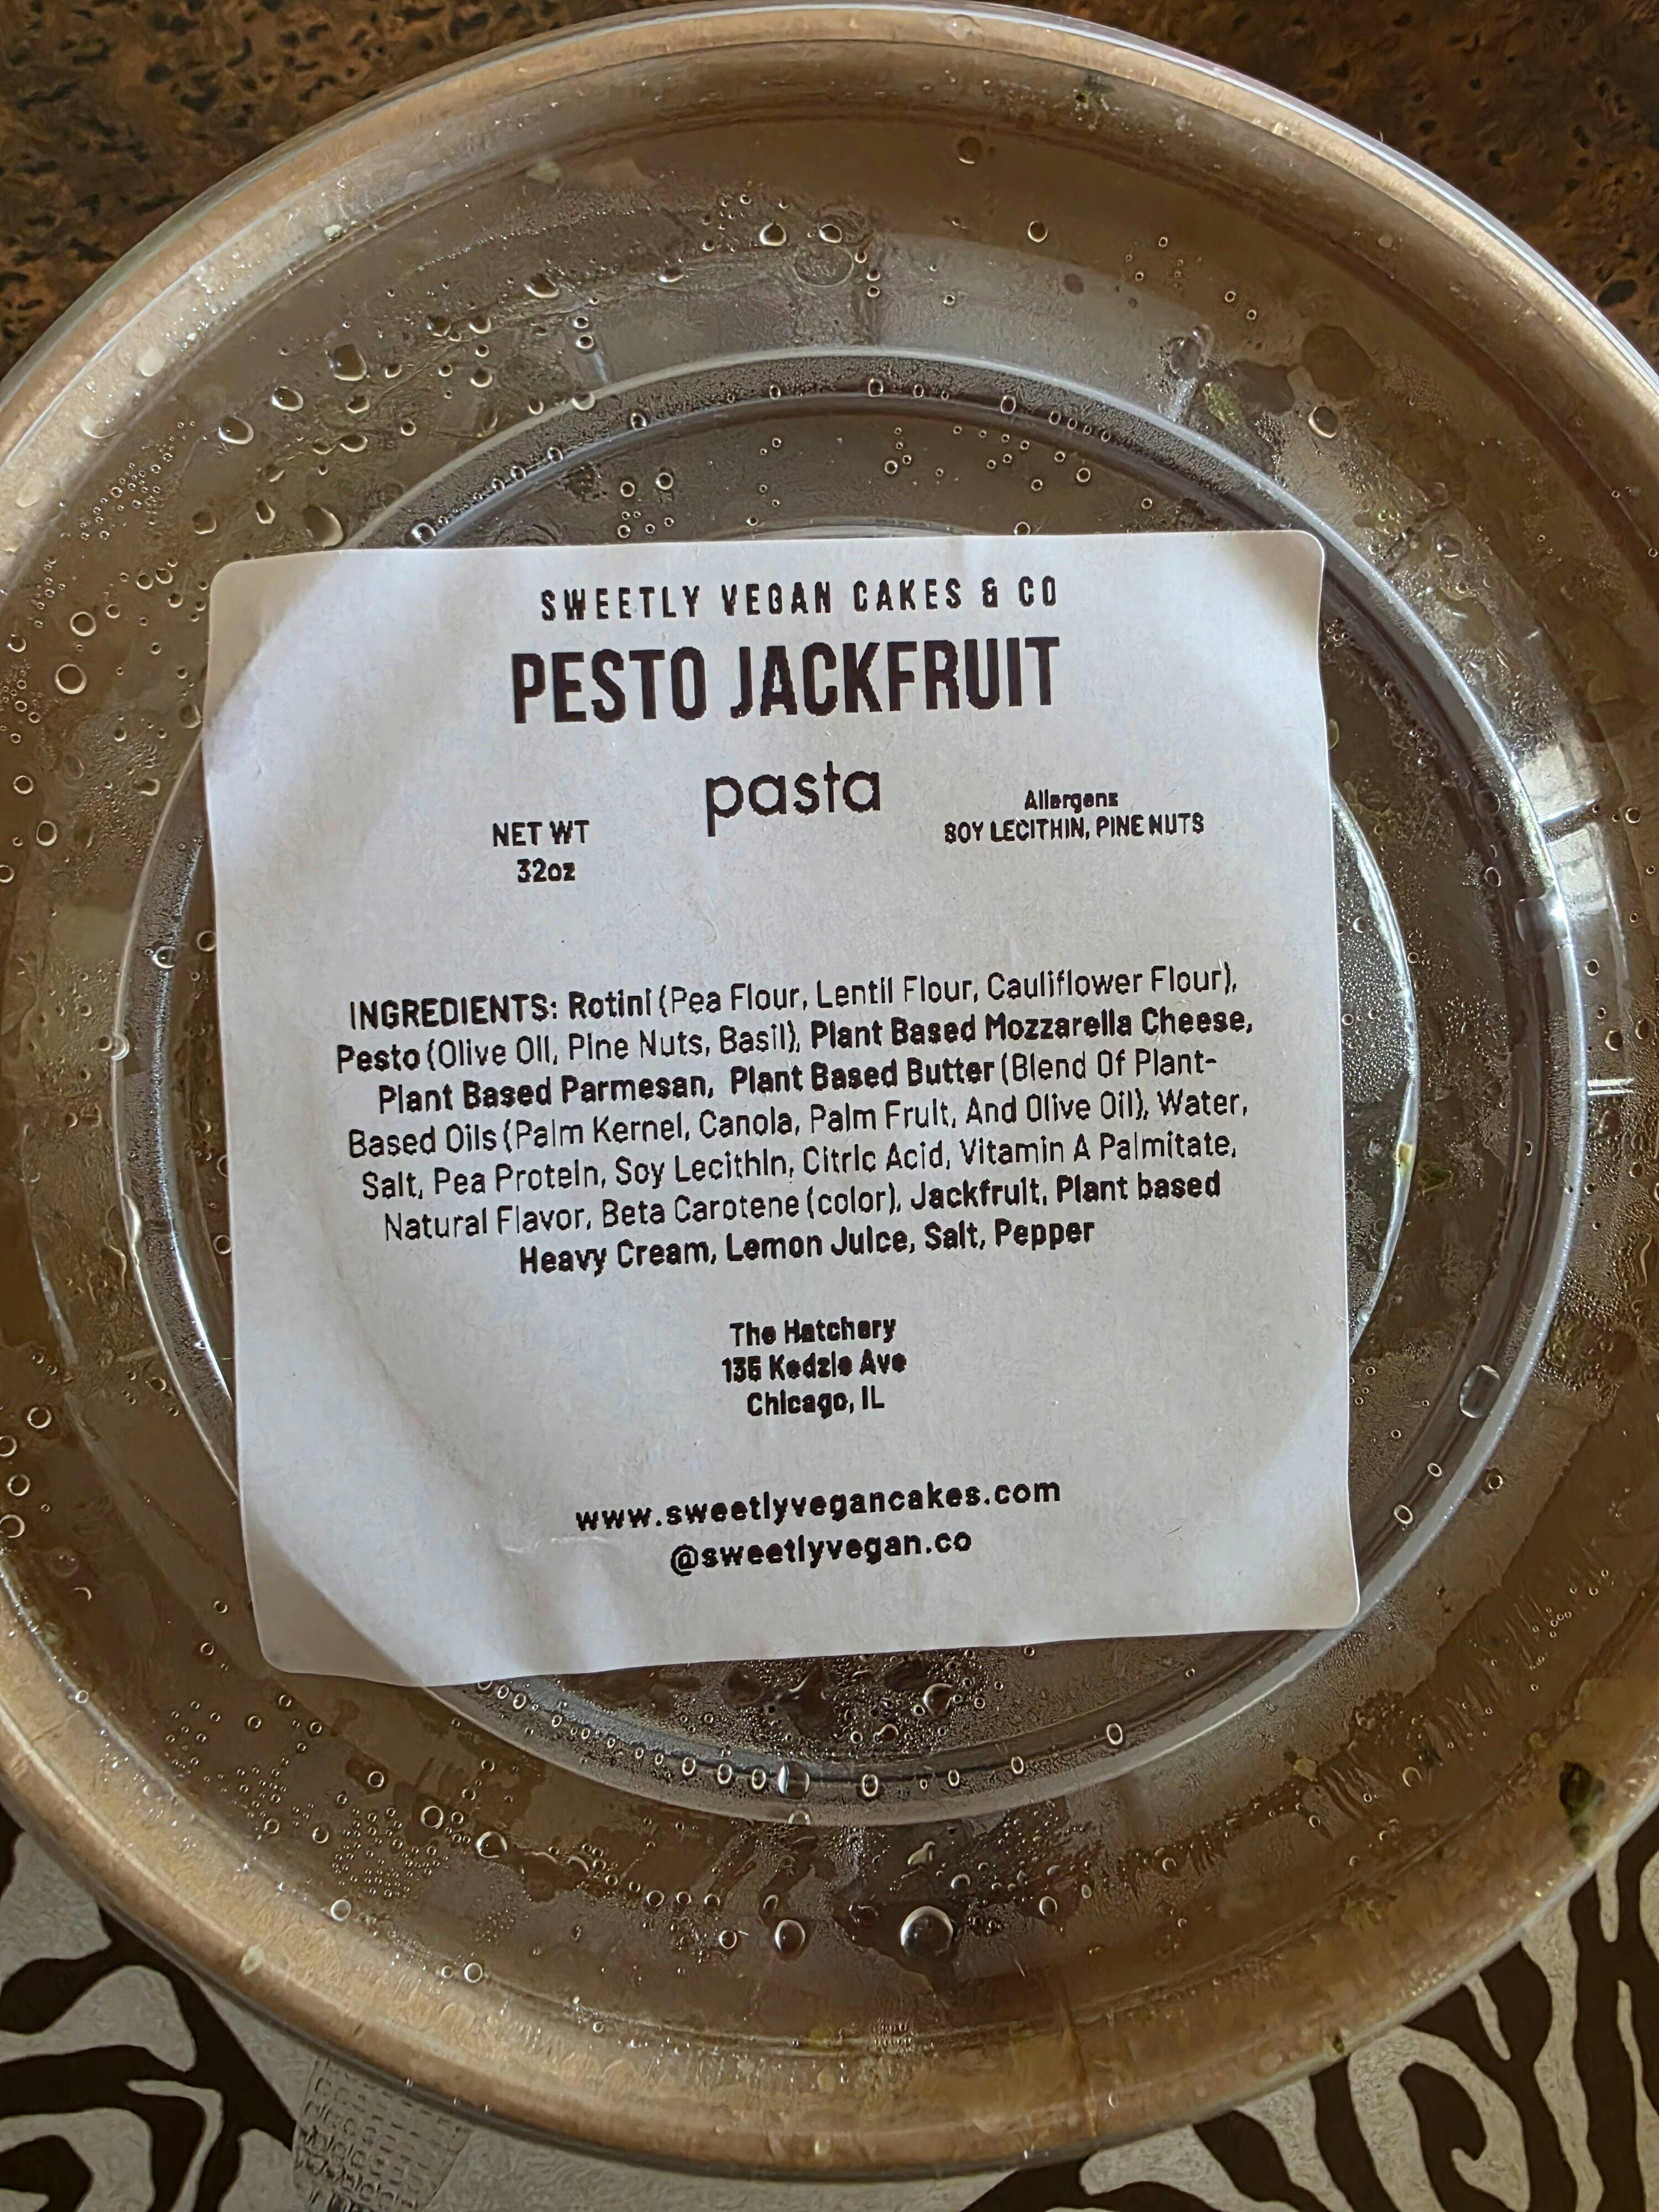 SWEETLY VEGAN CAKES & CO
PESTO JACKFRUIT
pasta
NET WT
32oz
Allergens
SOY LECITHIN, PINE NUTS
INGREDIENTS: Rotini (Pea Flour, Lentil Flour, Cauliflower Flour),
Pesto (Olive Oil, Pine Nuts, Basil), Plant Based Mozzarella Cheese,
Plant Based Parmesan, Plant Based Butter (Blend Of Plant-
Based Oils (Palm Kernel, Canola, Palm Fruit, And Olive Oil), Water,
Salt, Pea Protein, Soy Lecithin, Citric Acid, Vitamin A Palmitate,
Natural Flavor, Beta Carotene (color), Jackfruit, Plant based
Heavy Cream, Lemon Juice, Salt, Pepper
The Hatchery
135 Kedzie Ave
Chicago, IL
www.sweetlyvegancakes.com
@sweetlyvegan.co